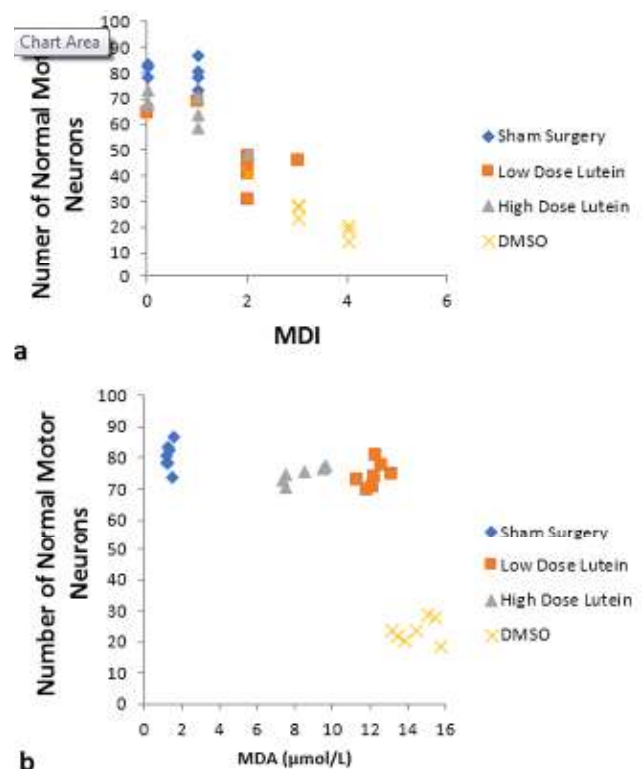 Chart Area
Numer of Normal Motor
Neurons
100
90
80
70
60
50
40
30
20
10
0
0
2
4
6
MDI
Sham Surgery
Low Dose Lutein
High Dose Lutein
DMSO
a
Number of Normal Motor
Neurons
100
90
80
70
60
50
40
30
20
10
0
0
2
4
6
8
10
12
14
16
MDA (µmol/L)
Sham Surgery
Low Dose Lutein
High Dose Lutein
DMSO
b